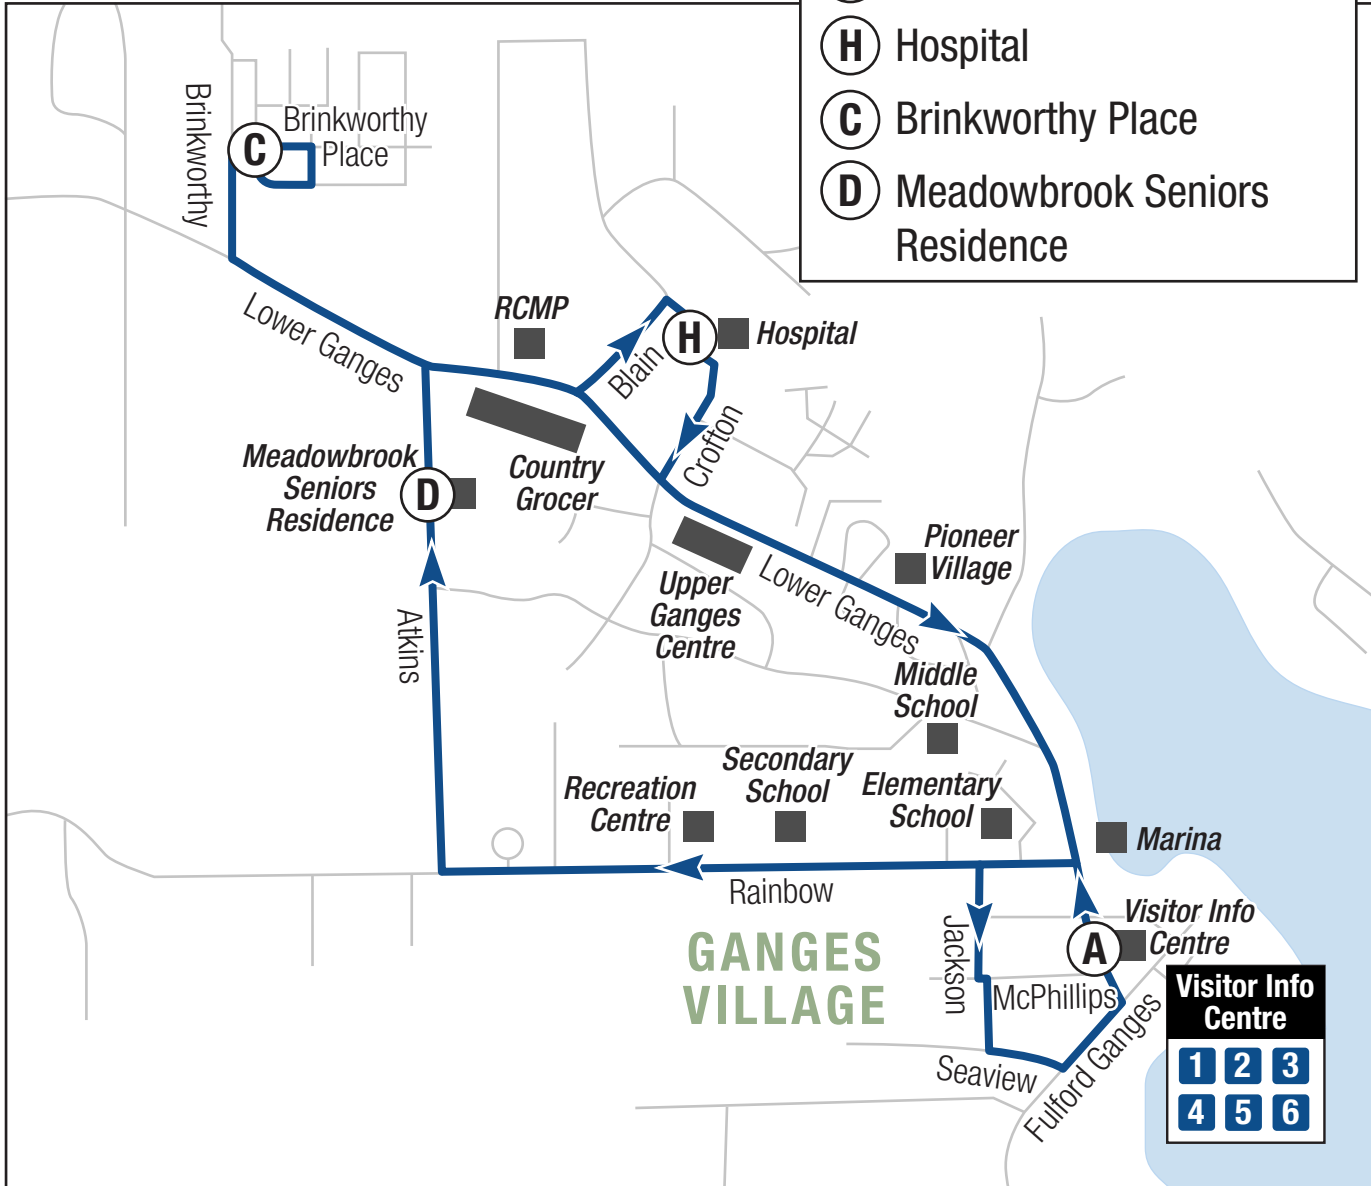 H Hospital
C Brinkworthy Place
D Meadowbrook Seniors
Residence
Brinkworthy
C
Brinkworthy
Place
Lower Ganges
RCMP
Blain
H
Hospital
Crofton
Meadowbrook
Seniors
Residence
D
Country
Grocer
Upper
Ganges
Centre
Lower Ganges
Pioneer
Village
Atkins
Middle
School
Secondary
School
Recreation
Centre
Elementary
School
Marina
Rainbow
GANGES
VILLAGE
Jackson
A
Visitor Info
Centre
McPhillips
Seaview
Fulford Ganges
Visitor Info
Centre
1 2 3
4 5 6